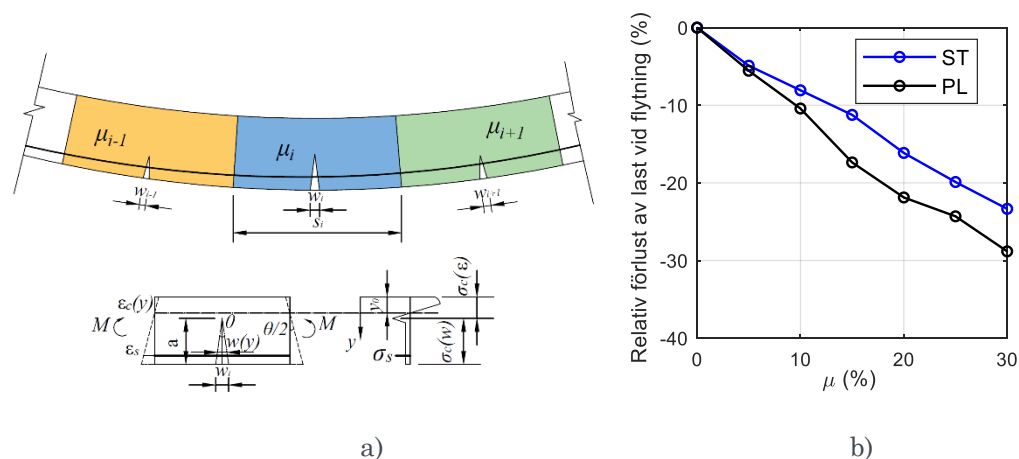 μi-1
μi
μi+1
wi-1
wi
wi+1
si
εc(y)
M
0
θ/2
M
a
w(y)
εs
wi
y0
y
σs
σc(ε)
σc(w)
a)
Relativ förlust av last vid flytning (%)
0
-10
-20
-30
-40
0
10
20
30
μ (%)
ST
PL
b)